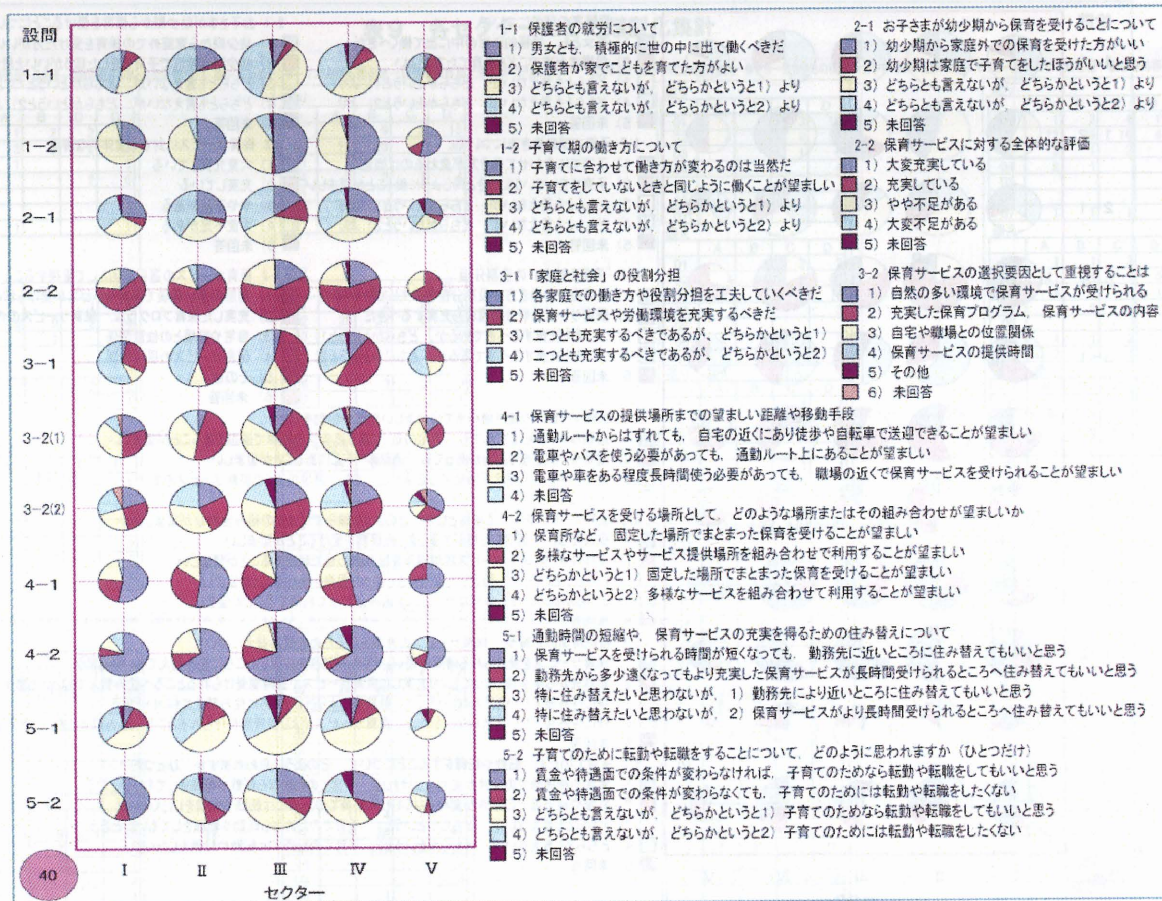 設問
1-1
1-2
2-1
2-2
3-1
3-2(1)
3-2(2)
4-1
4-2
5-1
5-2
I
II
III
IV
V
セクター
40
1-1 保護者の就労について
1) 男女とも、積極的に世の中に出て働くべきだ
2) 保護者が家でこどもを育てた方がよい
3) どちらとも言えないが、どちらかというと1) より
4) どちらとも言えないが、どちらかというと2) より
5) 未回答
1-2 子育て期の働き方について
1) 子育てに合わせて働き方が変わるのは当然だ
2) 子育てをしていないときと同じように働くことが望ましい
3) どちらとも言えないが、どちらかというと1) より
4) どちらとも言えないが、どちらかというと2) より
5) 未回答
2-1 お子さまが幼少期から保育を受けることについて
1) 幼少期から家庭外での保育を受けた方がいい
2) 幼少期は家庭で子育てをしたほうがいいと思う
3) どちらとも言えないが、どちらかというと1) より
4) どちらとも言えないが、どちらかというと2) より
5) 未回答
2-2 保育サービスに対する全体的な評価
1) 大変充実している
2) 充実している
3) やや不足がある
4) 大変不足がある
5) 未回答
3-1 「家庭と社会」の役割分担
1) 各家庭での働き方や役割分担を工夫していくべきだ
2) 保育サービスや労働環境を充実するべきだ
3) 二つとも充実するべきであるが、どちらかというと1)
4) 二つとも充実するべきであるが、どちらかというと2)
5) 未回答
3-2 保育サービスの選択要因として重視することは
1) 自然の多い環境で保育サービスが受けられる
2) 充実した保育プログラム、保育サービスの内容
3) 自宅や職場との位置関係
4) 保育サービスの提供時間
5) その他
6) 未回答
4-1 保育サービスの提供場所までの望ましい距離や移動手段
1) 通勤ルートからはずれても、自宅の近くにあり徒歩や自転車で送迎できることが望ましい
2) 電車やバスを使う必要があっても、通勤ルート上にあることが望ましい
3) 電車や車をある程度長時間使う必要があっても、職場の近くで保育サービスを受けられることが望ましい
4) 未回答
4-2 保育サービスを受ける場所として、どのような場所またはその組み合わせが望ましいか
1) 保育所など、固定した場所でまとまった保育を受けることが望ましい
2) 多様なサービスやサービス提供場所を組み合わせで利用することが望ましい
3) どちらかというと1) 固定した場所でまとまった保育を受けることが望ましい
4) どちらかというと2) 多様なサービスを組み合わせて利用することが望ましい
5) 未回答
5-1 通勤時間の短縮や、保育サービスの充実を得るための住み替えについて
1) 保育サービスを受けられる時間が短くなっても、勤務先に近いところに住み替えてもいいと思う
2) 勤務先から多少遠くなってもより充実した保育サービスが長時間受けられるところへ住み替えてもいいと思う
3) 特に住み替えたいと思わないが、1) 勤務先により近いところに住み替えてもいいと思う
4) 特に住み替えたいと思わないが、2) 保育サービスがより長時間受けられるところへ住み替えてもいいと思う
5) 未回答
5-2 子育てのために転勤や転職をすることについて、どのように思われますか (ひとつだけ)
1) 賃金や待遇面での条件が変わらなければ、子育てのためなら転勤や転職をしてもいいと思う
2) 賃金や待遇面での条件が変わらなくても、子育てのためには転勤や転職をしたくない
3) どちらとも言えないが、どちらかというと1) 子育てのためなら転勤や転職をしてもいいと思う
4) どちらとも言えないが、どちらかというと2) 子育てのためには転勤や転職をしたくない
5) 未回答